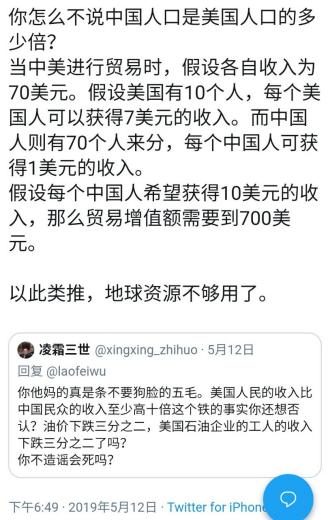 你怎么不说中国人口是美国人口的多
少倍？
当中美进行贸易时，假设各自收入为
70美元。假设美国有10个人，每个美
国人可以获得7美元的收入。而中国
人则有70个人来分，每个中国人可获
得1美元的收入。
假设每个中国人希望获得10美元的收
入，那么贸易增值额需要到700美
元。
以此类推，地球资源不够用了。
凌霜三世 @xingxing_zhihuo · 5月12日
回复 @laofeiwu
你他妈的真是条不要狗脸的五毛。美国人民的收入比
中国民众的收入至少高十倍这个铁的事实你还想否
认？油价下跌三分之二，美国石油企业的工人的收入
下跌三分之二了吗？
你不造谣会死吗？
下午6:49 · 2019年5月12日 · Twitter for iPhone